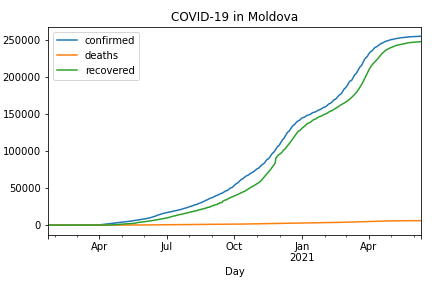 COVID-19 in Moldova
confirmed
deaths
recovered
250000
200000
150000
100000
50000
0
Apr
Jul
Oct
Jan
2021
Apr
Day